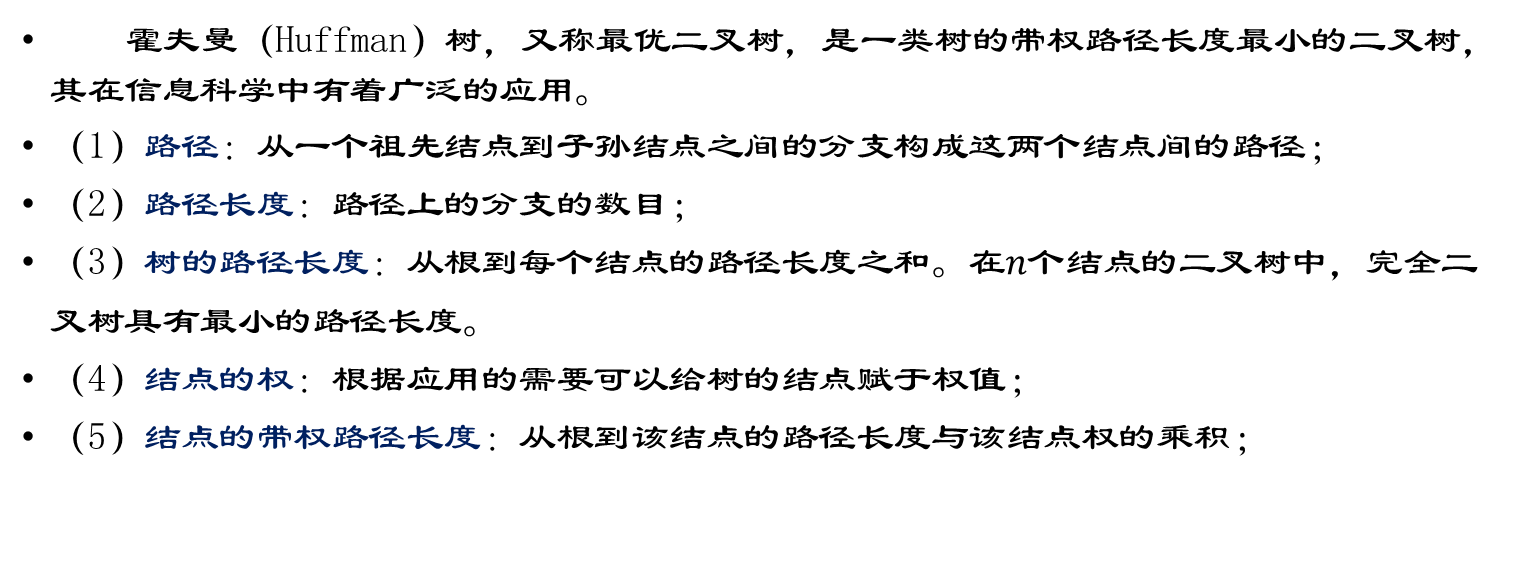 • 霍夫曼（Huffman）树，又称最优二叉树，是一类树的带权路径长度最小的二叉树，
其在信息科学中有着广泛的应用。
• （1）路径：从一个祖先结点到子孙结点之间的分支构成这两个结点间的路径；
• （2）路径长度：路径上的分支的数目；
• （3）树的路径长度：从根到每个结点的路径长度之和。在n个结点的二叉树中，完全二
叉树具有最小的路径长度。
• （4）结点的权：根据应用的需要可以给树的结点赋于权值；
• （5）结点的带权路径长度：从根到该结点的路径长度与该结点权的乘积；